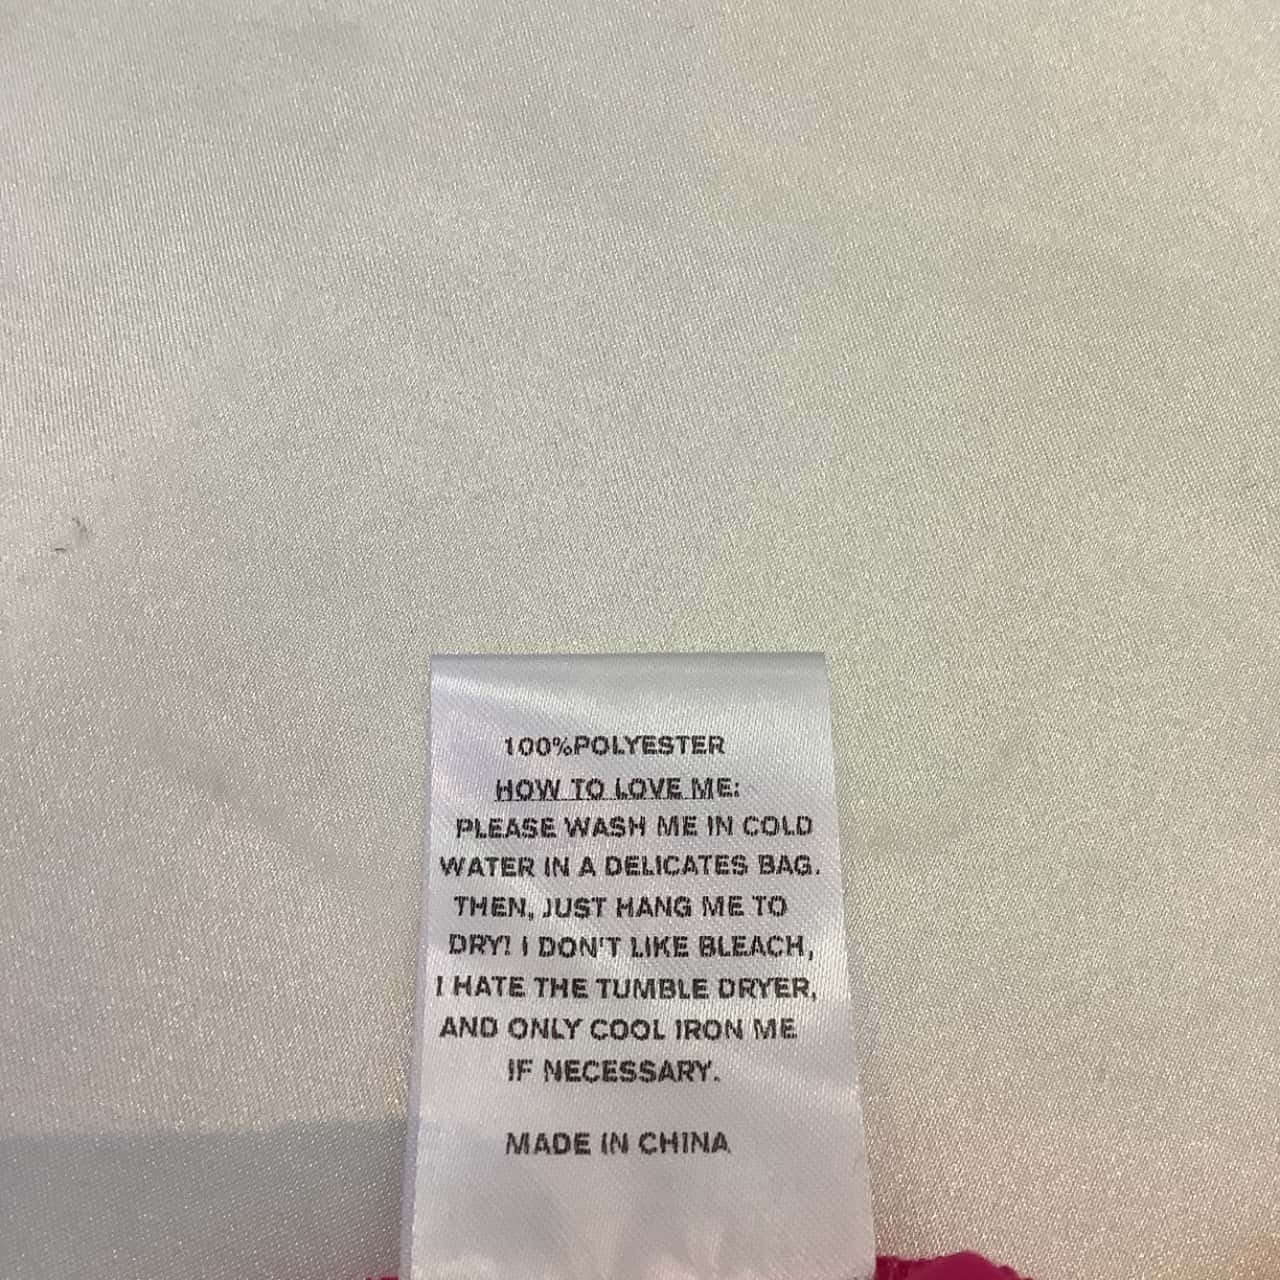 100%POLYESTER
HOW TO LOVE ME:
PLEASE WASH ME IN COLD
WATER IN A DELICATES BAG.
THEN, JUST HANG ME TO
DRY! I DON'T LIKE BLEACH,
I HATE THE TUMBLE DRYER,
AND ONLY COOL IRON ME
IF NECESSARY.
MADE IN CHINA